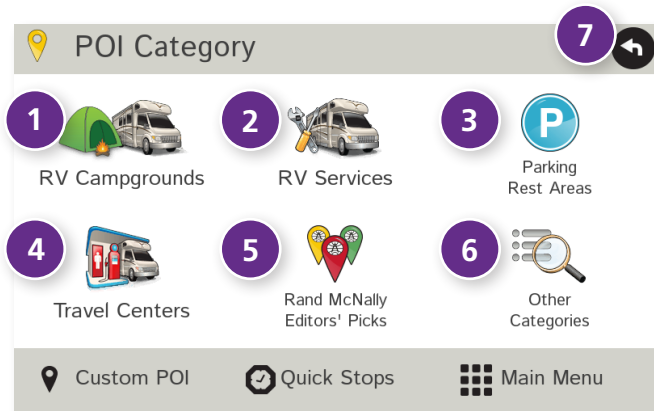 POI Category
7
1
RV Campgrounds
2
RV Services
3
P
Parking
Rest Areas
4
Travel Centers
5
Rand McNally
Editors' Picks
6
Other
Categories
Custom POI
Quick Stops
Main Menu